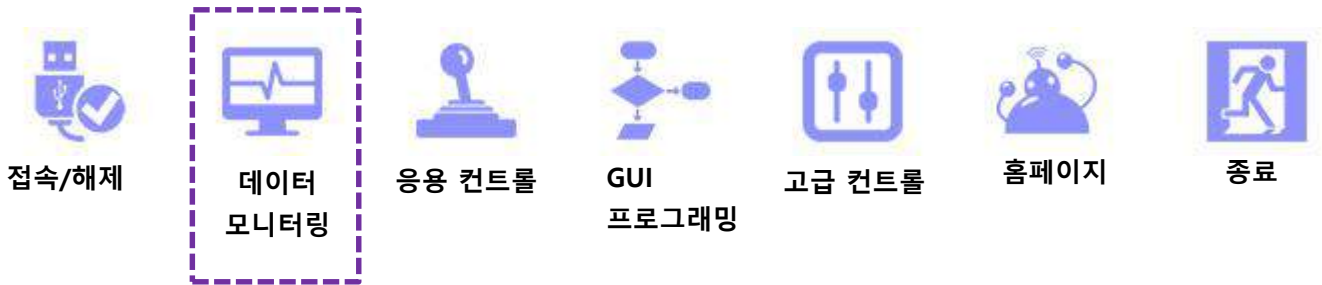 접속/해제
데이터
모니터링
응용 컨트롤
GUI
프로그래밍
고급 컨트롤
홈페이지
종료